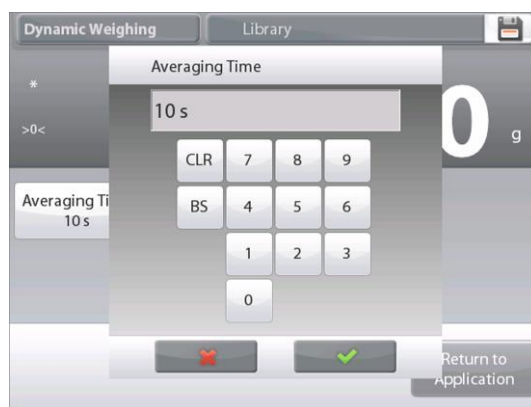 Dynamic Weighing
Library
Averaging Time
*
10 s
>0<
0 g
CLR 7 8 9
Averaging Ti
10 s
BS 4 5 6
1 2 3
0
Return to
Application